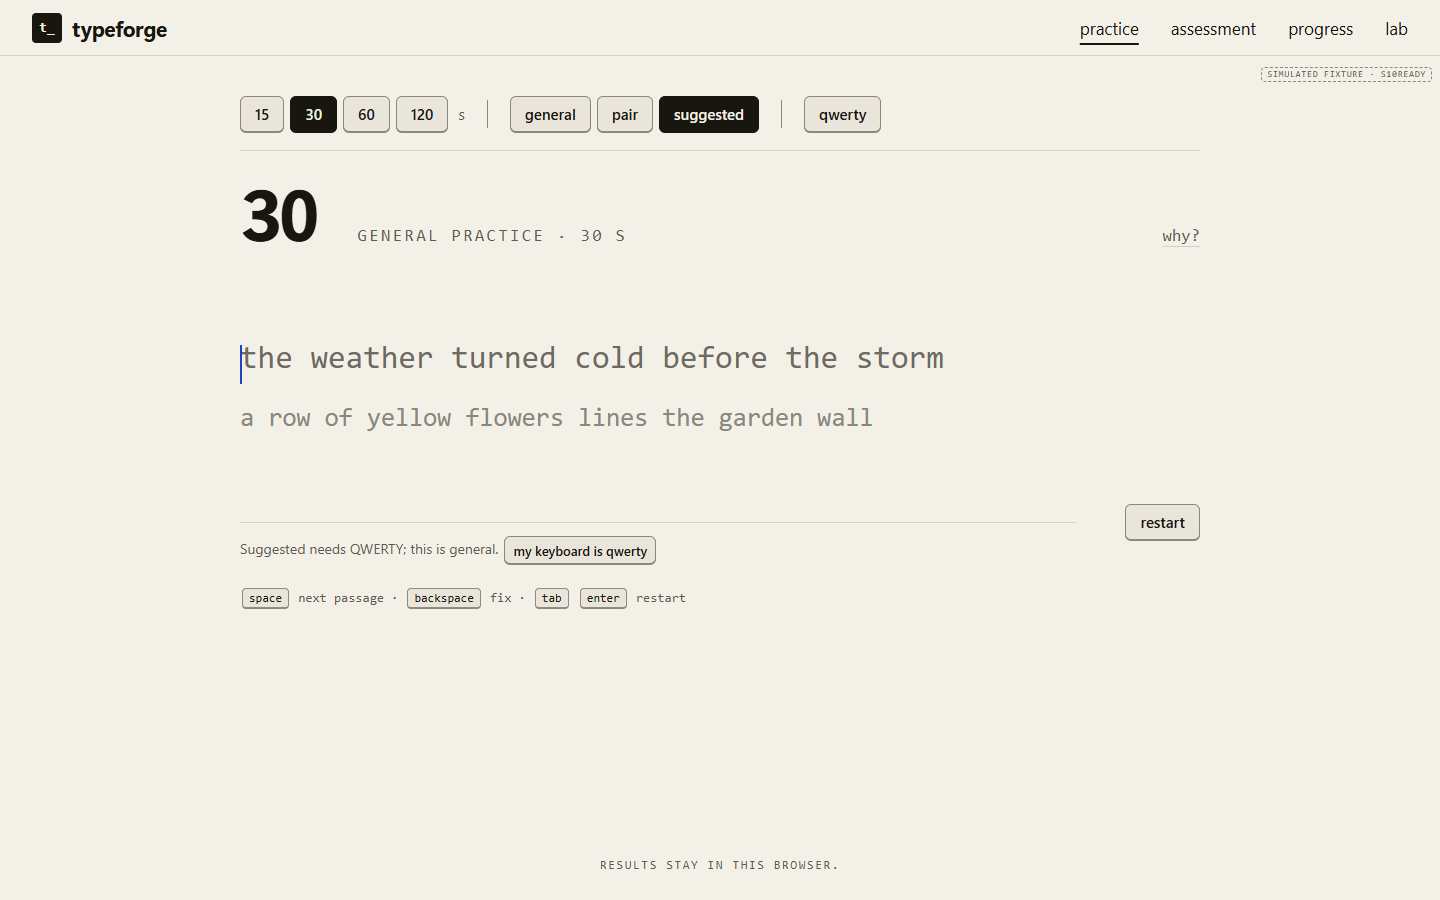 t_ typeforge practice assessment progress lab
SIMULATED FIXTURE · S10READY
15 30 60 120 s general pair suggested qwerty
30 GENERAL PRACTICE · 30 S why?
the weather turned cold before the storm
a row of yellow flowers lines the garden wall
restart
Suggested needs QWERTY; this is general. my keyboard is qwerty
space next passage · backspace fix · tab enter restart
RESULTS STAY IN THIS BROWSER.